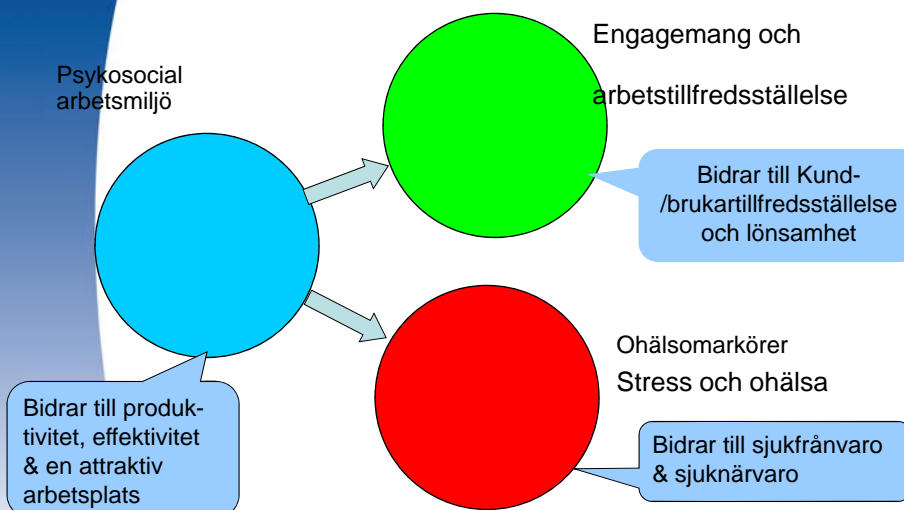 Psykosocial
arbetsmiljö
Engagemang och
arbetstillfredsställelse
Bidrar till Kund-
/brukartillfredsställelse
och lönsamhet
Ohälsomarkörer
Stress och ohälsa
Bidrar till produk-
tivitet, effektivitet
& en attraktiv
arbetsplats
Bidrar till sjukfrånvaro
& sjuknärvaro